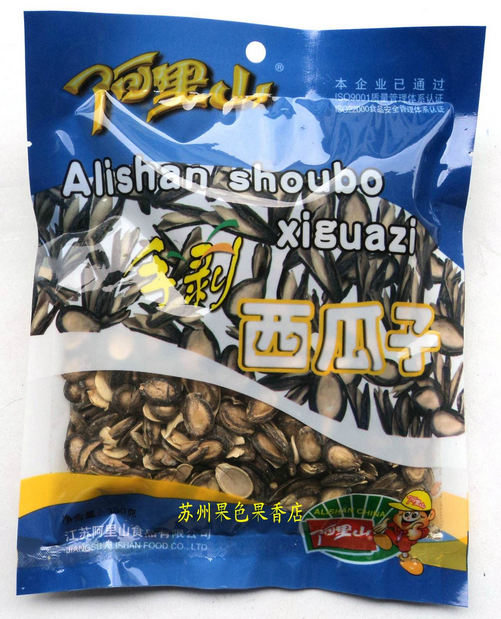 阿里山®
本企业已通过
ISO9001质量管理体系认证
ISO22000食品安全管理体系认证
Alishan shoubo
xiguazi
手剥
西瓜子
苏州果色果香店
江苏阿里山食品有限公司
JIANGSU ALISHAN FOOD CO., LTD.
ALISHAN CHINA
阿里山